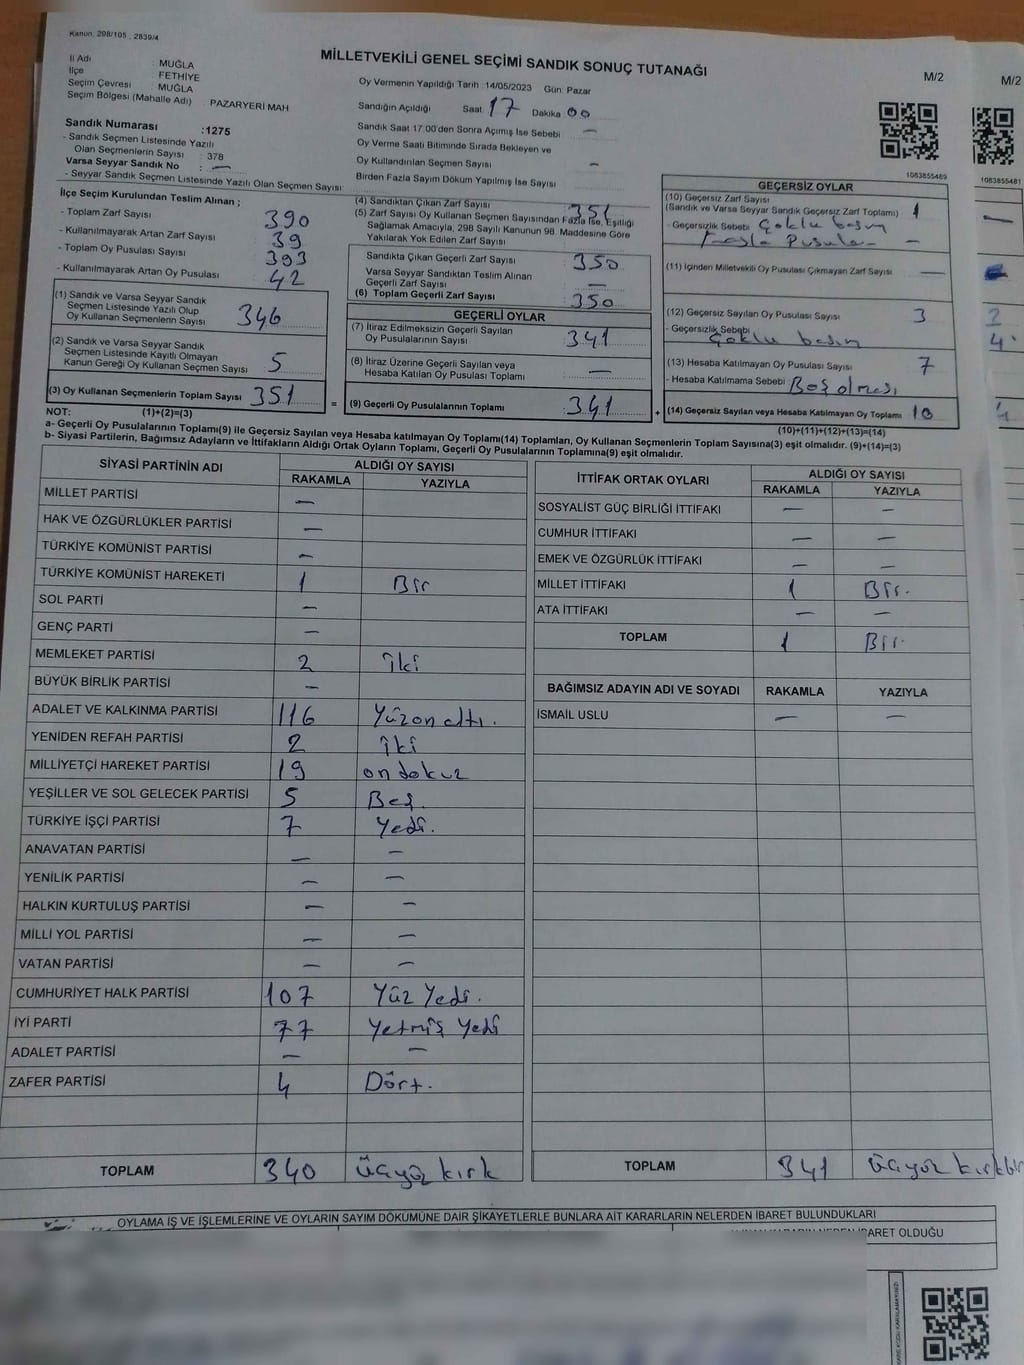 Kanun, 298/105 , 2839/4
MİLLETVEKİLİ GENEL SEÇİMİ SANDIK SONUÇ TUTANAĞI
M/2
M/2
İl Adı : MUĞLA
İlçe FETHİYE
Seçim Çevresi : MUĞLA
Seçim Bölgesi (Mahalle Adı) : PAZARYERİ MAH
Oy Vermenin Yapıldığı Tarih :14/05/2023 Gün: Pazar
Sandığın Açıldığı Saat 17 Dakika 00
Sandık Saat 17.00'den Sonra Açımış İse Sebebi —
Oy Verme Saati Bitiminde Sırada Bekleyen ve
Oy Kullandırılan Seçmen Sayısı —
Birden Fazla Sayım Döküm Yapılmış İse Sayısı
Sandık Numarası :1275
- Sandık Seçmen Listesinde Yazılı
Olan Seçmenlerin Sayısı : 378
Varsa Seyyar Sandık No : —
- Seyyar Sandık Seçmen Listesinde Yazılı Olan Seçmen Sayısı
1083855489
1083855481
İlçe Seçim Kurulundan Teslim Alınan ;
- Toplam Zarf Sayısı 390
- Kullanılmayarak Artan Zarf Sayısı 39
- Toplam Oy Pusulası Sayısı 393
- Kullanılmayarak Artan Oy Pusulası 42
(1) Sandık ve Varsa Seyyar Sandık
Seçmen Listesinde Yazılı Olup
Oy Kullanan Seçmenlerin Sayısı 346
(2) Sandık ve Varsa Seyyar Sandık
Seçmen Listesinde Kayıtlı Olmayan
Kanun Gereği Oy Kullanan Seçmen Sayısı 5
(3) Oy Kullanan Seçmenlerin Toplam Sayısı 351
(4) Sandıktan Çıkan Zarf Sayısı 351
(5) Zarf Sayısı Oy Kullanan Seçmen Sayısından Fazla İse, Eşitliği
Sağlamak Amacıyla, 298 Sayılı Kanunun 98. Maddesine Göre
Yakılarak Yok Edilen Zarf Sayısı
Sandıkta Çıkan Geçerli Zarf Sayısı : 350
Varsa Seyyar Sandıktan Teslim Alınan
Geçerli Zarf Sayısı : —
(6) Toplam Geçerli Zarf Sayısı : 350
GEÇERLİ OYLAR
(7) İtiraz Edilmeksizin Geçerli Sayılan
Oy Pusulalarının Sayısı : 341
(8) İtiraz Üzerine Geçerli Sayılan veya
Hesaba Katılan Oy Pusulası Toplamı : —
= (9) Geçerli Oy Pusulalarının Toplamı : 341
GEÇERSİZ OYLAR
(10) Geçersiz Zarf Sayısı
(Sandık ve Varsa Seyyar Sandık Geçersiz Zarf Toplamı) 1
- Geçersizlik Sebebi Çoklu basım
Fazla Pusula —
(11) İçinden Milletvekili Oy Pusulası Çıkmayan Zarf Sayısı —
(12) Geçersiz Sayılan Oy Pusulası Sayısı 3
- Geçersizlik Sebebi Çoklu basım
(13) Hesaba Katılmayan Oy Pusulası Sayısı 7
- Hesaba Katılmama Sebebi Boş olması
+ (14) Geçersiz Sayılan veya Hesaba Katılmayan Oy Toplamı 10
NOT: (1)+(2)=(3)
(10)+(11)+(12)+(13)=(14)
a- Geçerli Oy Pusulalarının Toplamı(9) ile Geçersiz Sayılan veya Hesaba katılmayan Oy Toplamı(14) Toplamları, Oy Kullanan Seçmenlerin Toplam Sayısına(3) eşit olmalıdır. (9)+(14)=(3)
b- Siyasi Partilerin, Bağımsız Adayların ve İttifakların Aldığı Ortak Oyların Toplamı, Geçerli Oy Pusulalarının Toplamına(9) eşit olmalıdır.
SİYASİ PARTİNİN ADI ALDIĞI OY SAYISI
RAKAMLA YAZIYLA
MİLLET PARTİSİ —
HAK VE ÖZGÜRLÜKLER PARTİSİ —
TÜRKİYE KOMÜNİST PARTİSİ —
TÜRKİYE KOMÜNİST HAREKETİ 1 Bir
SOL PARTİ —
GENÇ PARTİ —
MEMLEKET PARTİSİ 2 İki
BÜYÜK BİRLİK PARTİSİ —
ADALET VE KALKINMA PARTİSİ 116 Yüzon altı.
YENİDEN REFAH PARTİSİ 2 İki
MİLLİYETÇİ HAREKET PARTİSİ 19 on dokuz
YEŞİLLER VE SOL GELECEK PARTİSİ 5 Beş.
TÜRKİYE İŞÇİ PARTİSİ 7 Yedi.
ANAVATAN PARTİSİ — —
YENİLİK PARTİSİ — —
HALKIN KURTULUŞ PARTİSİ — —
MİLLİ YOL PARTİSİ — —
VATAN PARTİSİ — —
CUMHURİYET HALK PARTİSİ 107 Yüz Yedi.
İYİ PARTİ 77 Yetmiş Yedi
ADALET PARTİSİ — —
ZAFER PARTİSİ 4 Dört.
TOPLAM 340 üçyüz kırk
İTTİFAK ORTAK OYLARI ALDIĞI OY SAYISI
RAKAMLA YAZIYLA
SOSYALİST GÜÇ BİRLİĞİ İTTİFAKI — —
CUMHUR İTTİFAKI — —
EMEK VE ÖZGÜRLÜK İTTİFAKI — —
MİLLET İTTİFAKI 1 Bir.
ATA İTTİFAKI — —
TOPLAM 1 Bir.
BAĞIMSIZ ADAYIN ADI VE SOYADI RAKAMLA YAZIYLA
İSMAİL USLU — —
TOPLAM 341 üçyüz kırkbir
OYLAMA İŞ VE İŞLEMLERİNE VE OYLARIN SAYIM DÖKÜMÜNE DAİR ŞİKAYETLERLE BUNLARA AİT KARARLARIN NELERDEN İBARET BULUNDUKLARI
İBARET OLDUĞU